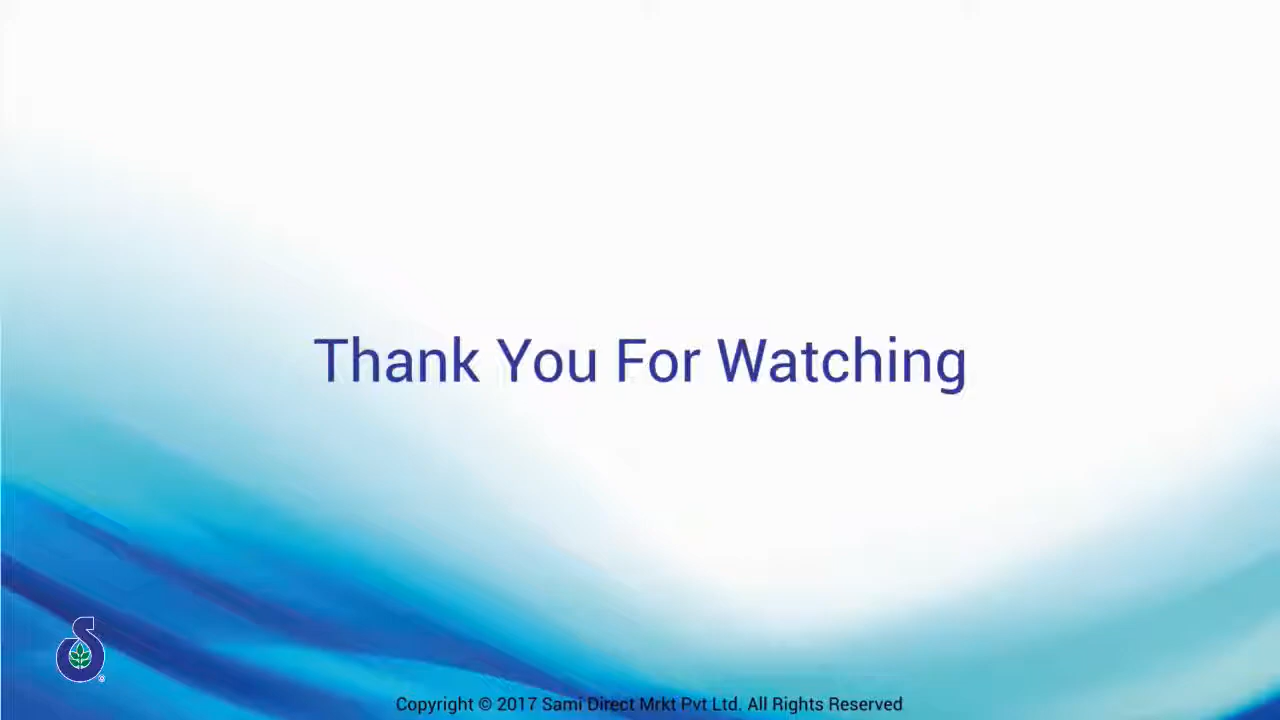 Thank You For Watching
Copyright © 2017 Sami Direct Mrkt Pvt Ltd. All Rights Reserved